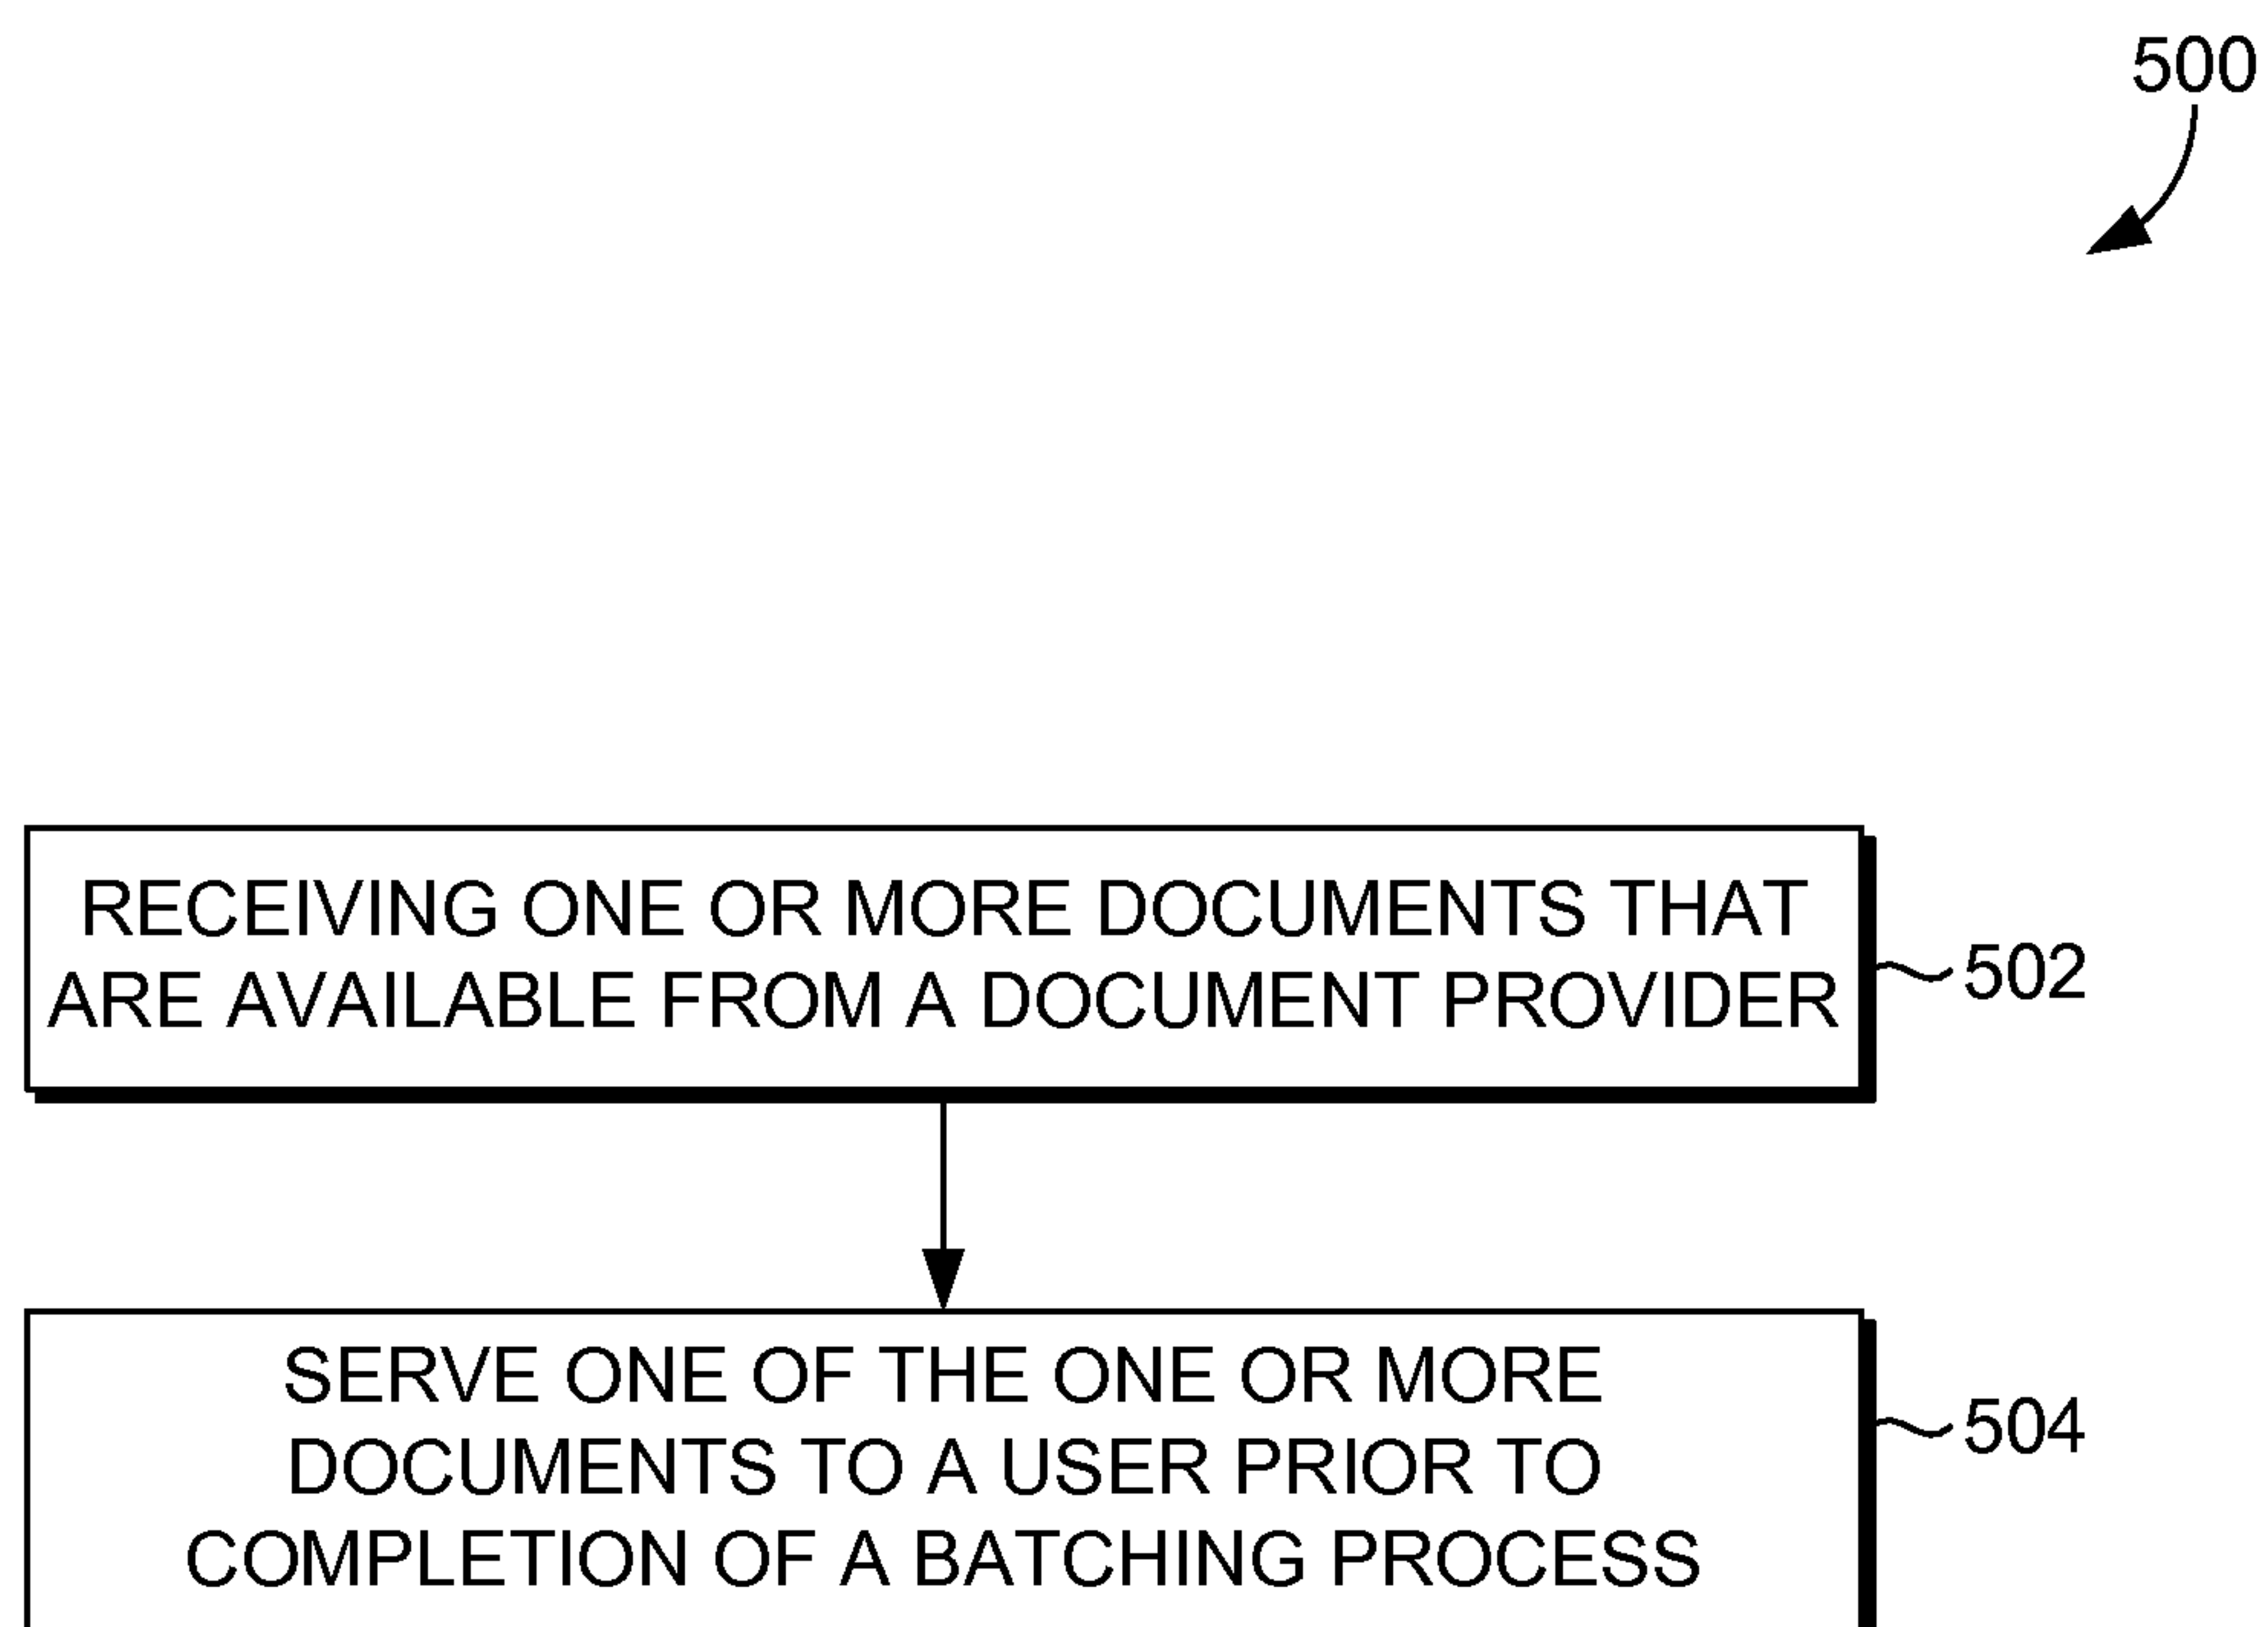 500
RECEIVING ONE OR MORE DOCUMENTS THAT
ARE AVAILABLE FROM A DOCUMENT PROVIDER
502
SERVE ONE OF THE ONE OR MORE
DOCUMENTS TO A USER PRIOR TO
COMPLETION OF A BATCHING PROCESS
504